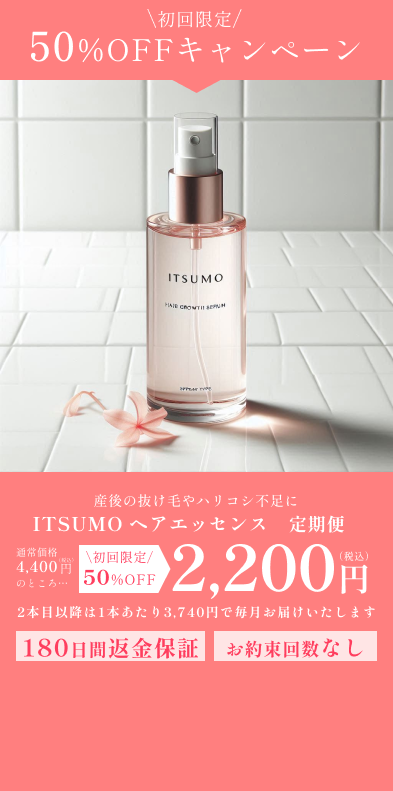 \初回限定/
50%OFFキャンペーン
ITSUMO
HAIR GROWTH SERUM
産後の抜け毛やハリコシ不足に
ITSUMO ヘアエッセンス 定期便
通常価格
4,400円(税込)
のところ…
\初回限定/
50%OFF
2,200円(税込)
2本目以降は1本あたり3,740円で毎月お届けいたします
180日間返金保証
お約束回数なし